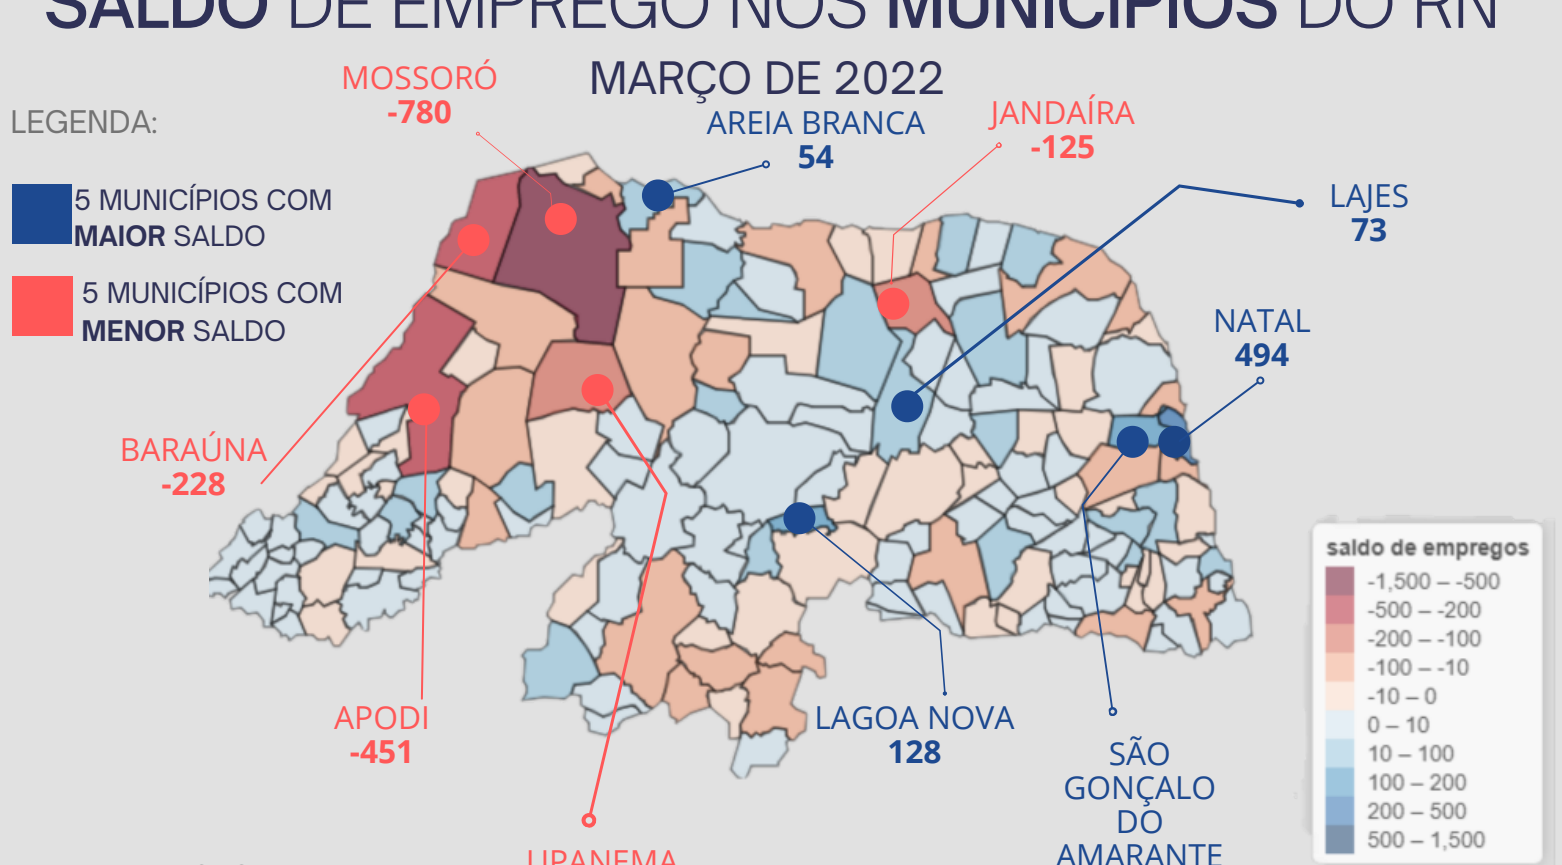 SALDO DE EMPREGO NOS MUNICÍPIOS DO RN
MARÇO DE 2022
LEGENDA:
5 MUNICÍPIOS COM
MAIOR SALDO
5 MUNICÍPIOS COM
MENOR SALDO
MOSSORÓ
-780
AREIA BRANCA
54
JANDAÍRA
-125
LAJES
73
NATAL
494
BARAÚNA
-228
APODI
-451
UPANEMA
LAGOA NOVA
128
SÃO
GONÇALO
DO
AMARANTE
saldo de empregos
-1,500 – -500
-500 – -200
-200 – -100
-100 – -10
-10 – 0
0 – 10
10 – 100
100 – 200
200 – 500
500 – 1,500